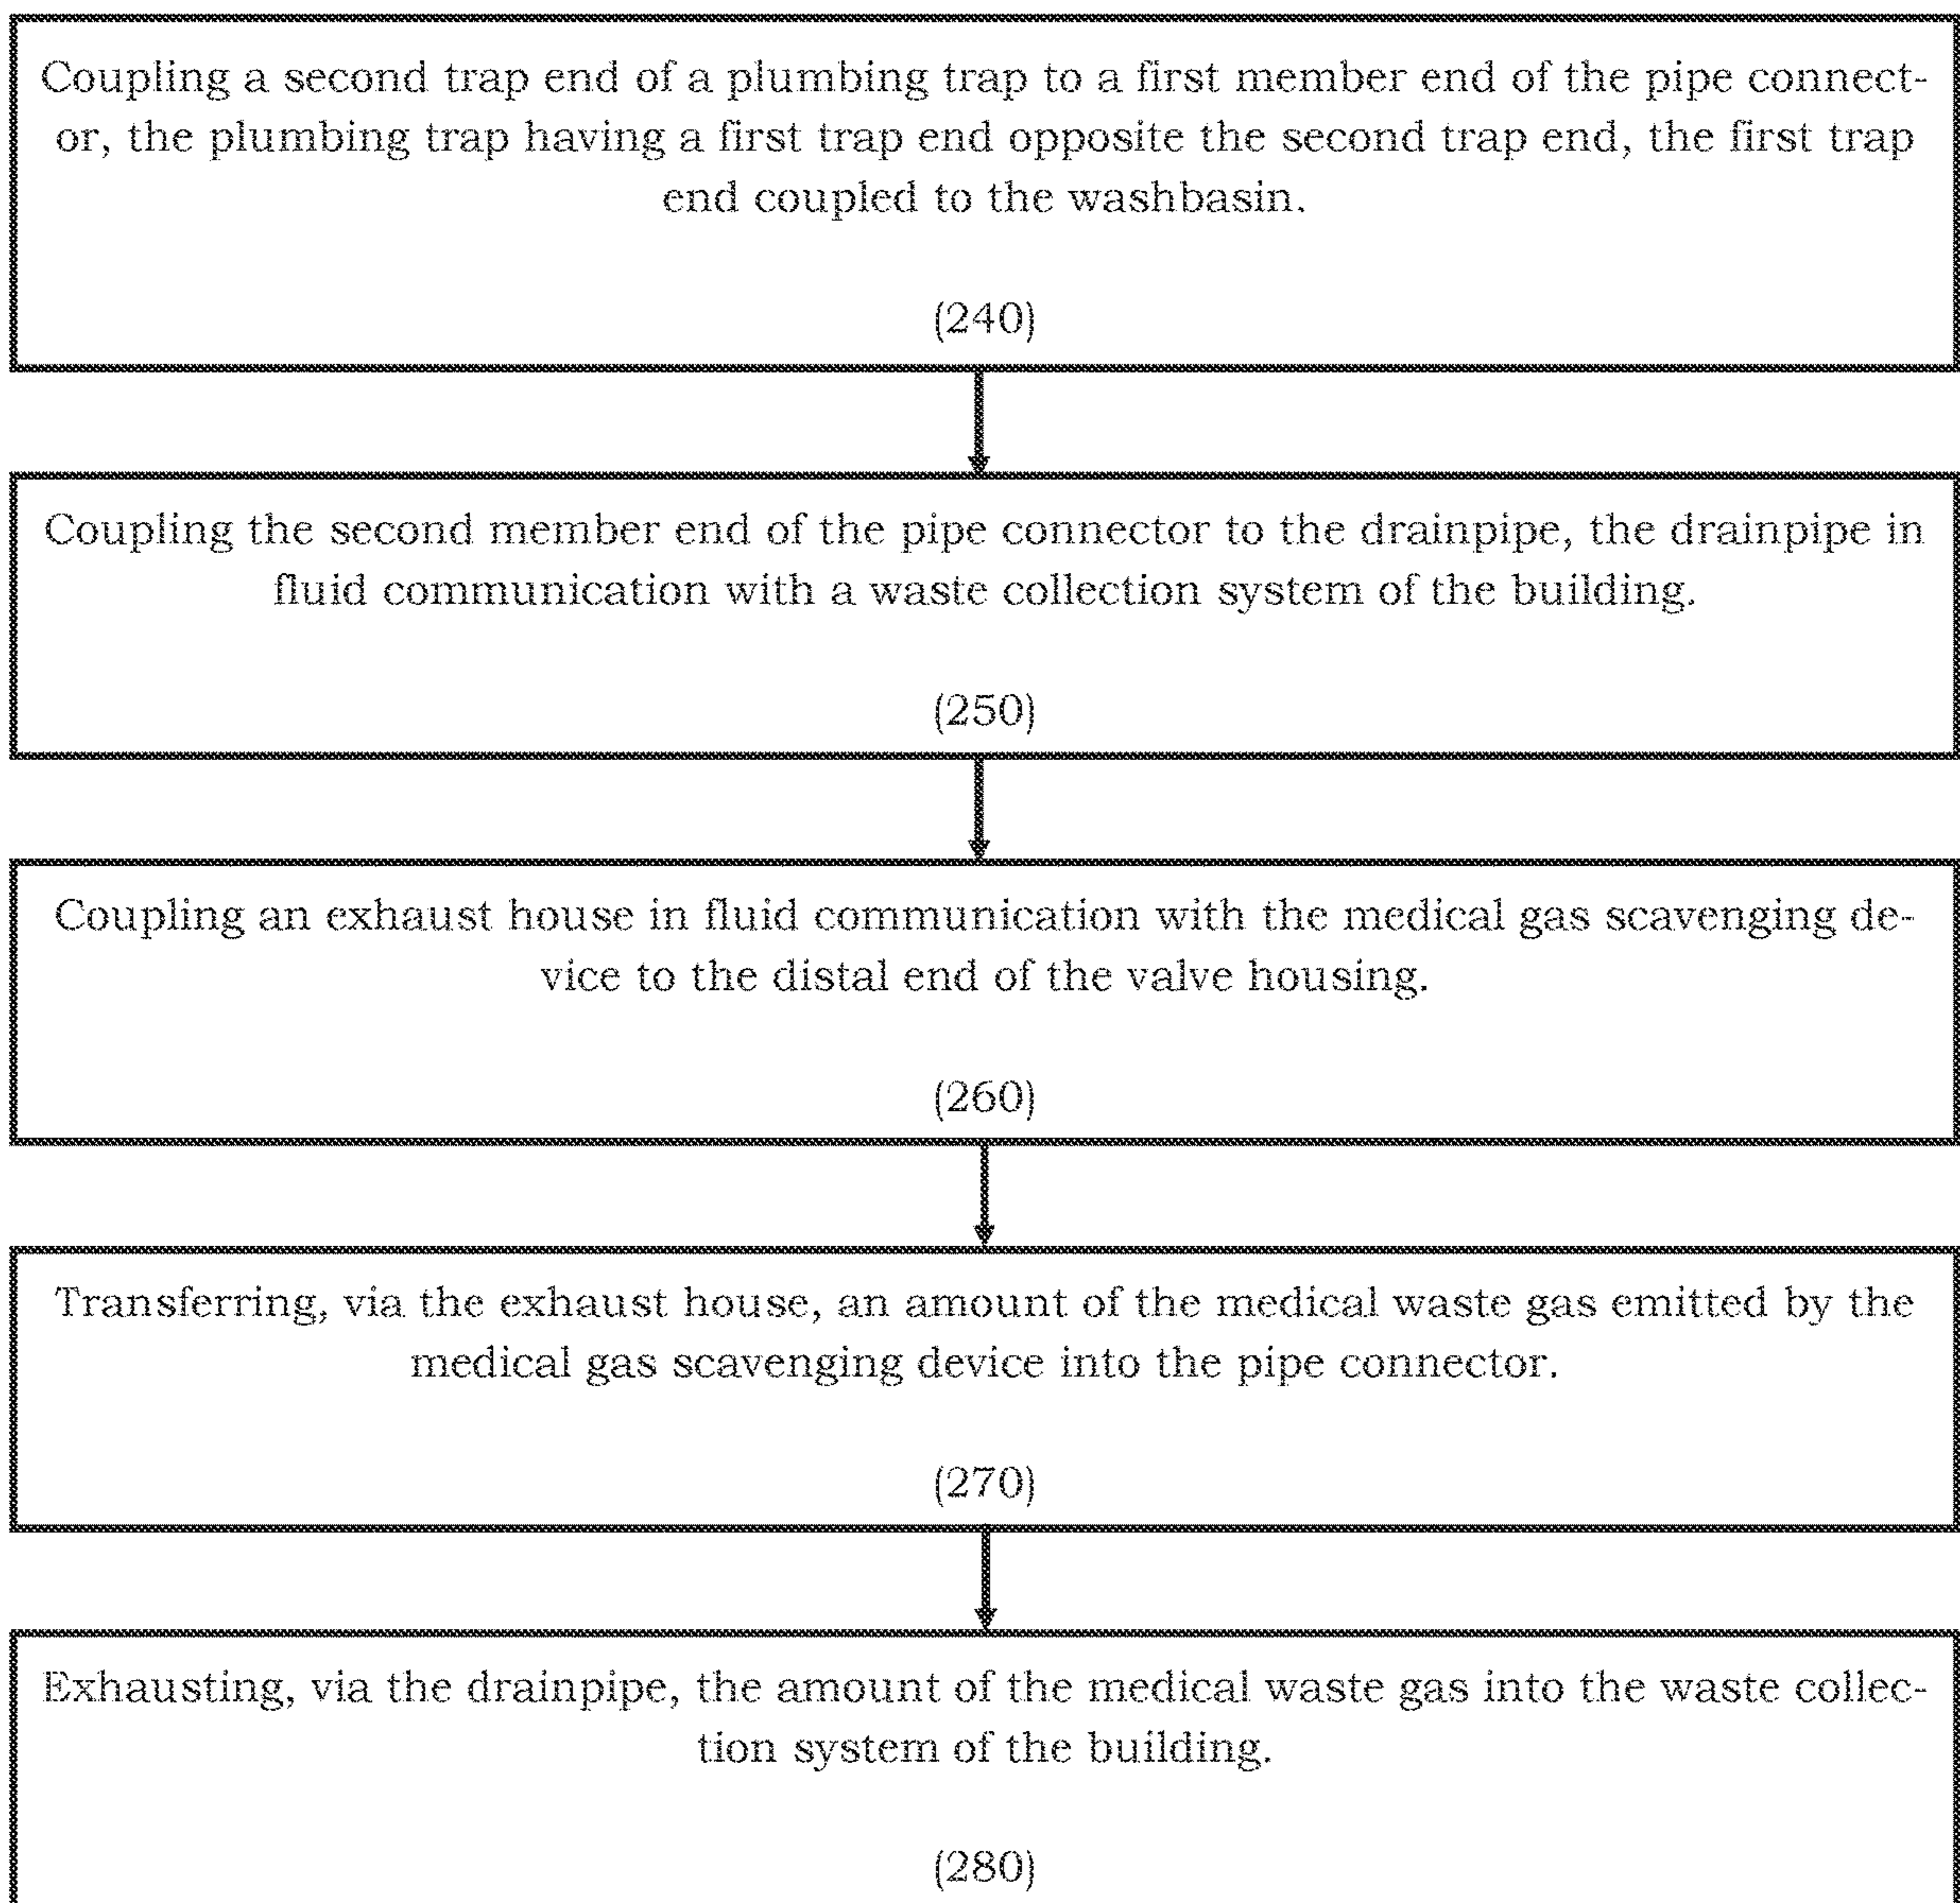 Coupling a second trap end of a plumbing trap to a first member end of the pipe connect-
or, the plumbing trap having a first trap end opposite the second trap end, the first trap
end coupled to the washbasin.
(240)
Coupling the second member end of the pipe connector to the drainpipe, the drainpipe in
fluid communication with a waste collection system of the building.
(250)
Coupling an exhaust house in fluid communication with the medical gas scavenging de-
vice to the distal end of the valve housing.
(260)
Transferring, via the exhaust house, an amount of the medical waste gas emitted by the
medical gas scavenging device into the pipe connector.
(270)
Exhausting, via the drainpipe, the amount of the medical waste gas into the waste collec-
tion system of the building.
(280)